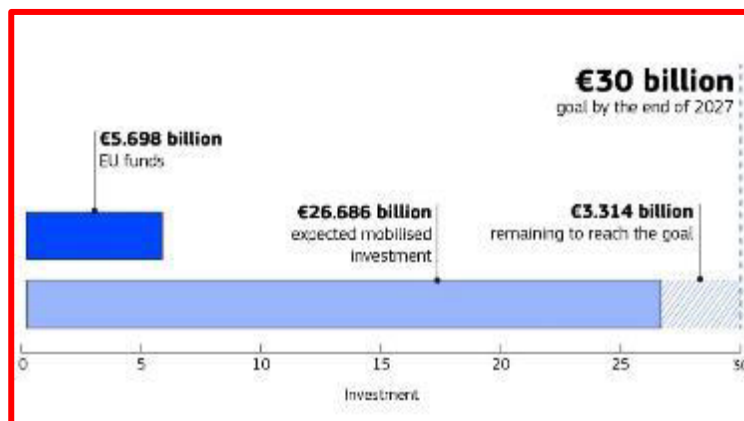 €30 billion
goal by the end of 2027
€5.698 billion
EU funds
€26.686 billion
expected mobilised
investment
€3.314 billion
remaining to reach the goal
0 5 10 15 20 25 30
Investment